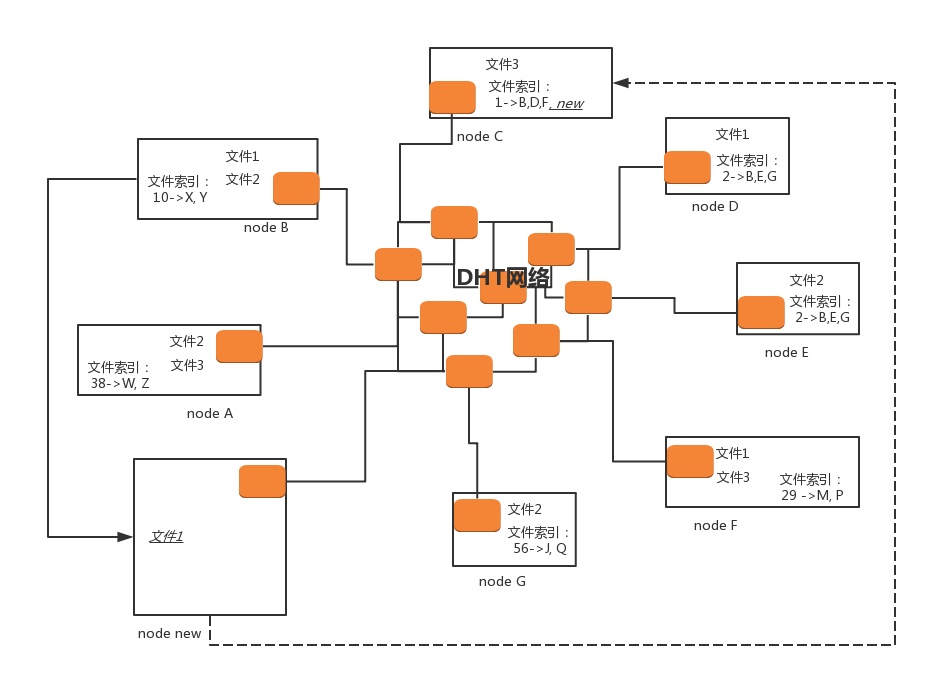 文件3
文件索引：
1->B,D,F, new
node C
文件1
文件索引：
2->B,E,G
node D
文件1
文件2
文件索引：
10->X, Y
node B
DHT网络
文件2
文件索引：
2->B,E,G
node E
文件2
文件3
文件索引：
38->W, Z
node A
文件1
文件3
文件索引：
29 ->M, P
node F
文件2
文件索引：
56->J, Q
node G
文件1
node new